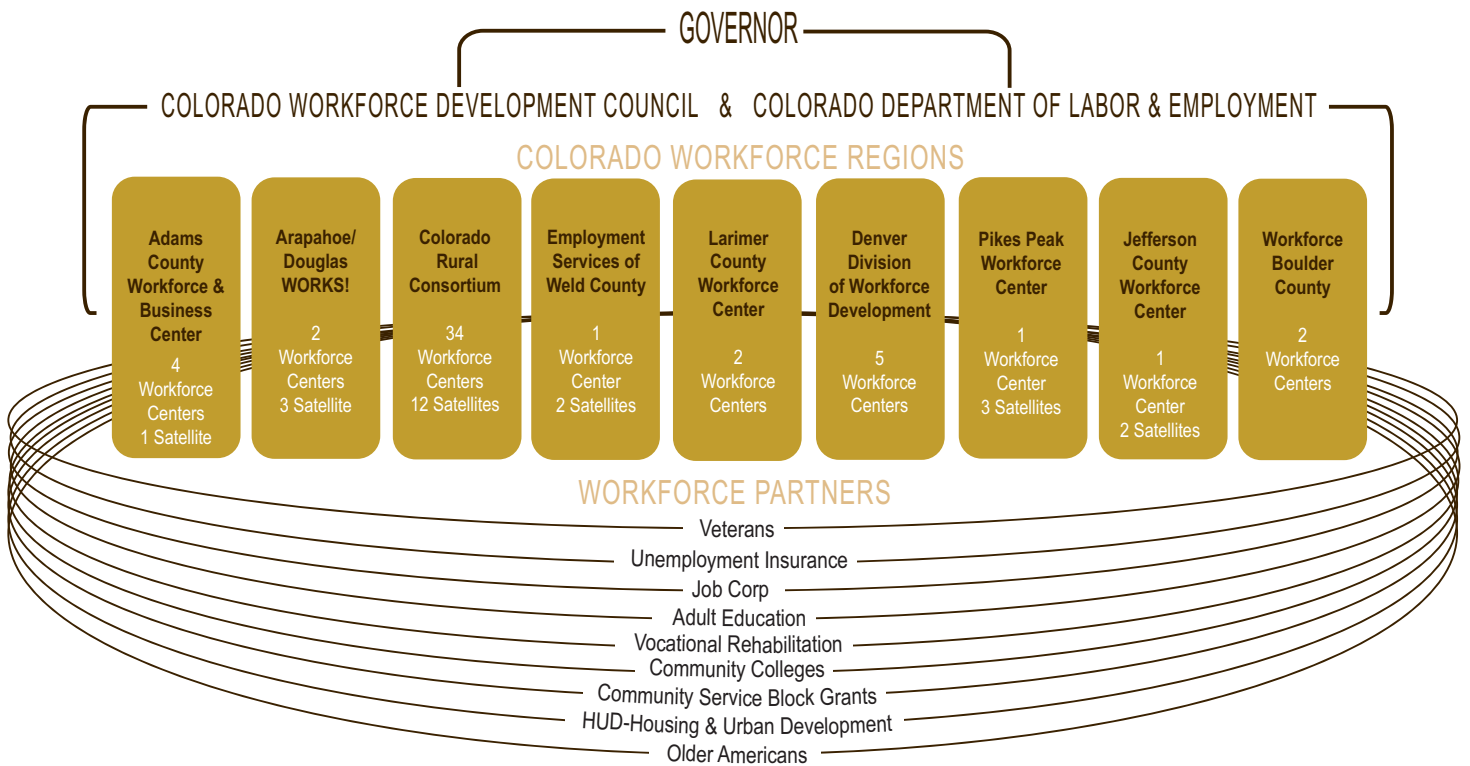 GOVERNOR
COLORADO WORKFORCE DEVELOPMENT COUNCIL & COLORADO DEPARTMENT OF LABOR & EMPLOYMENT
COLORADO WORKFORCE REGIONS
Adams
County
Workforce &
Business
Center
4
Workforce
Centers
1 Satellite
Arapahoe/
Douglas
WORKS!
2
Workforce
Centers
3 Satellite
Colorado
Rural
Consortium
34
Workforce
Centers
12 Satellites
Employment
Services of
Weld County
1
Workforce
Center
2 Satellites
Larimer
County
Workforce
Center
2
Workforce
Centers
Denver
Division
of Workforce
Development
5
Workforce
Centers
Pikes Peak
Workforce
Center
1
Workforce
Center
3 Satellites
Jefferson
County
Workforce
Center
1
Workforce
Center
2 Satellites
Workforce
Boulder
County
2
Workforce
Centers
WORKFORCE PARTNERS
Veterans
Unemployment Insurance
Job Corp
Adult Education
Vocational Rehabilitation
Community Colleges
Community Service Block Grants
HUD-Housing & Urban Development
Older Americans